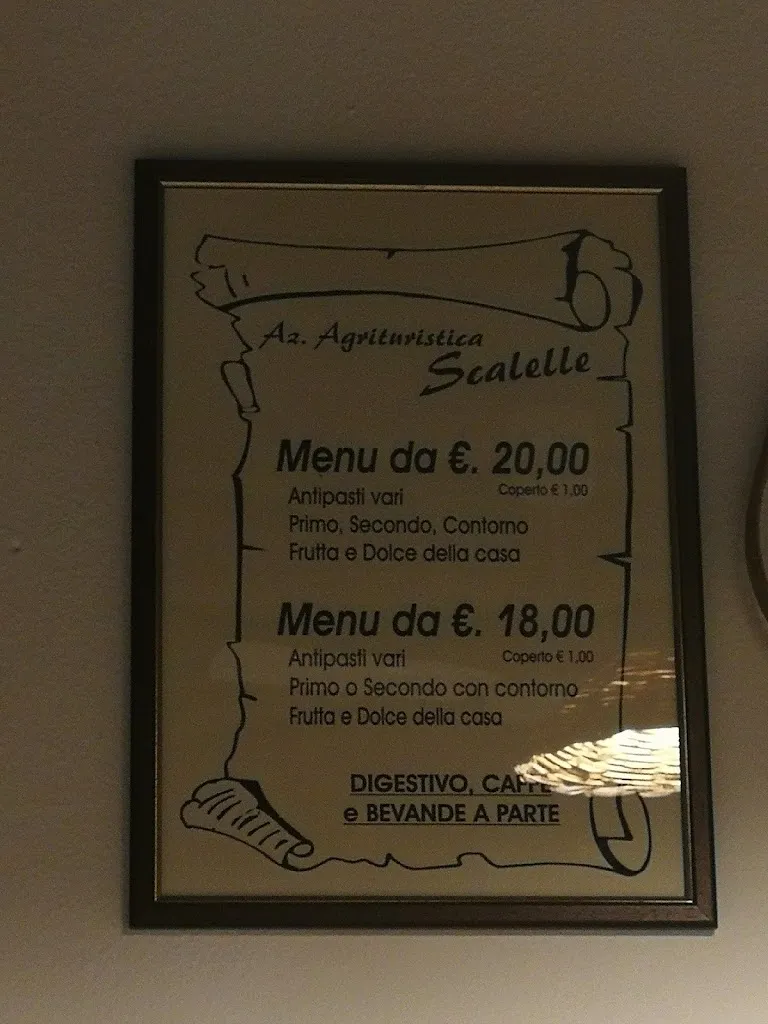 Az. Agrituristica
Scalelle
Menu da €. 20,00
Coperto € 1,00
Antipasti vari
Primo, Secondo, Contorno
Frutta e Dolce della casa
Menu da €. 18,00
Coperto € 1,00
Antipasti vari
Primo o Secondo con contorno
Frutta e Dolce della casa
DIGESTIVO, CAFFE
e BEVANDE A PARTE